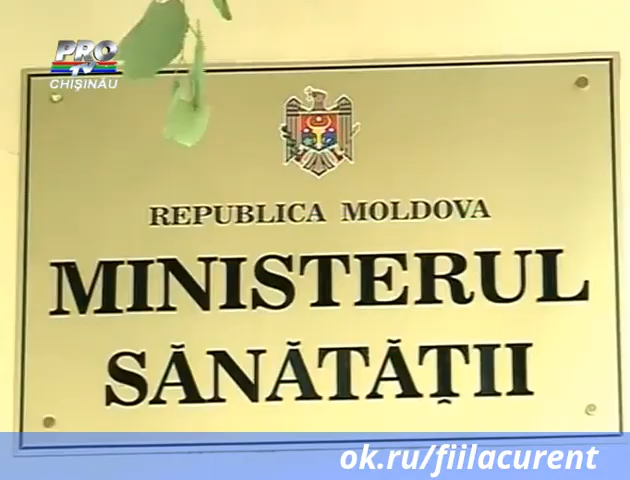 PRO
TV
CHIȘINĂU
REPUBLICA MOLDOVA
MINISTERUL
SĂNĂTĂȚII
ok.ru/fiilacurent